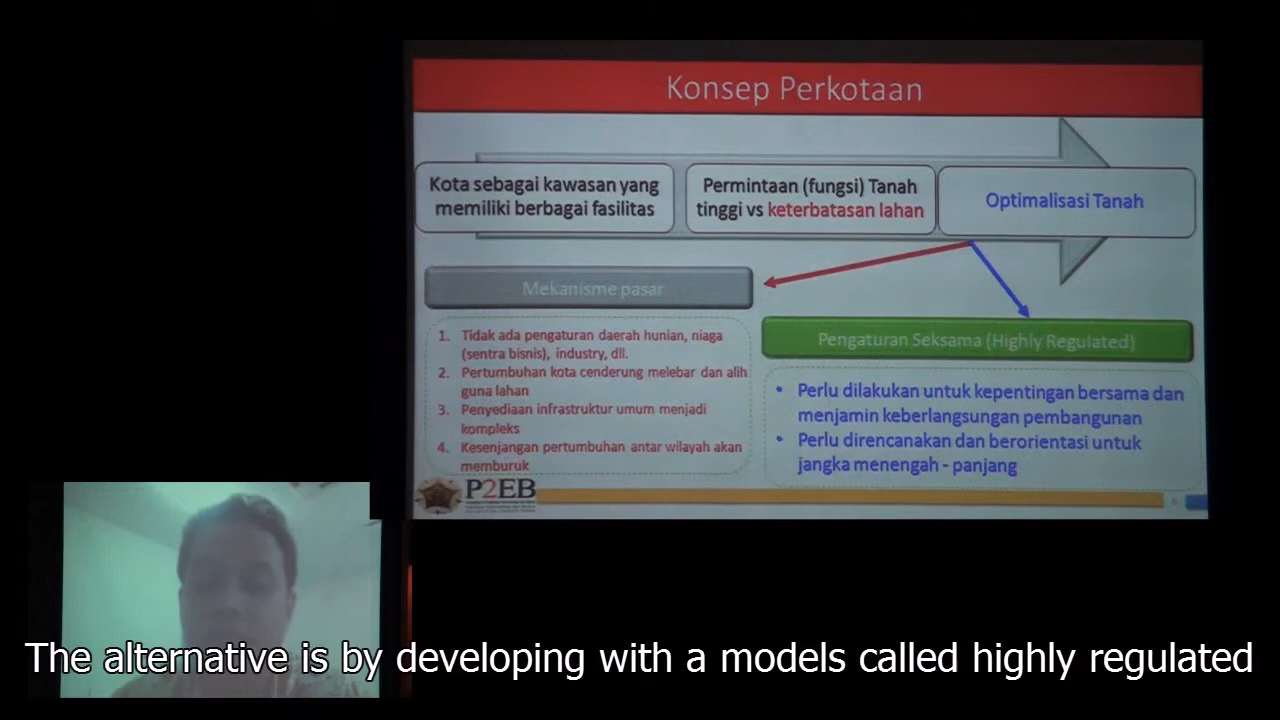 Konsep Perkotaan
Kota sebagai kawasan yang
memiliki berbagai fasilitas
Permintaan (fungsi) Tanah
tinggi vs keterbatasan lahan
Optimalisasi Tanah
Mekanisme pasar
1. Tidak ada pengaturan daerah hunian, niaga
(sentra bisnis), industry, dll.
2. Pertumbuhan kota cenderung melebar dan alih
guna lahan
3. Penyediaan infrastruktur umum menjadi
kompleks
4. Kesenjangan pertumbuhan antar wilayah akan
memburuk
Pengaturan Seksama (Highly Regulated)
• Perlu dilakukan untuk kepentingan bersama dan
menjamin keberlangsungan pembangunan
• Perlu direncanakan dan berorientasi untuk
jangka menengah - panjang
P2EB
The alternative is by developing with a models called highly regulated